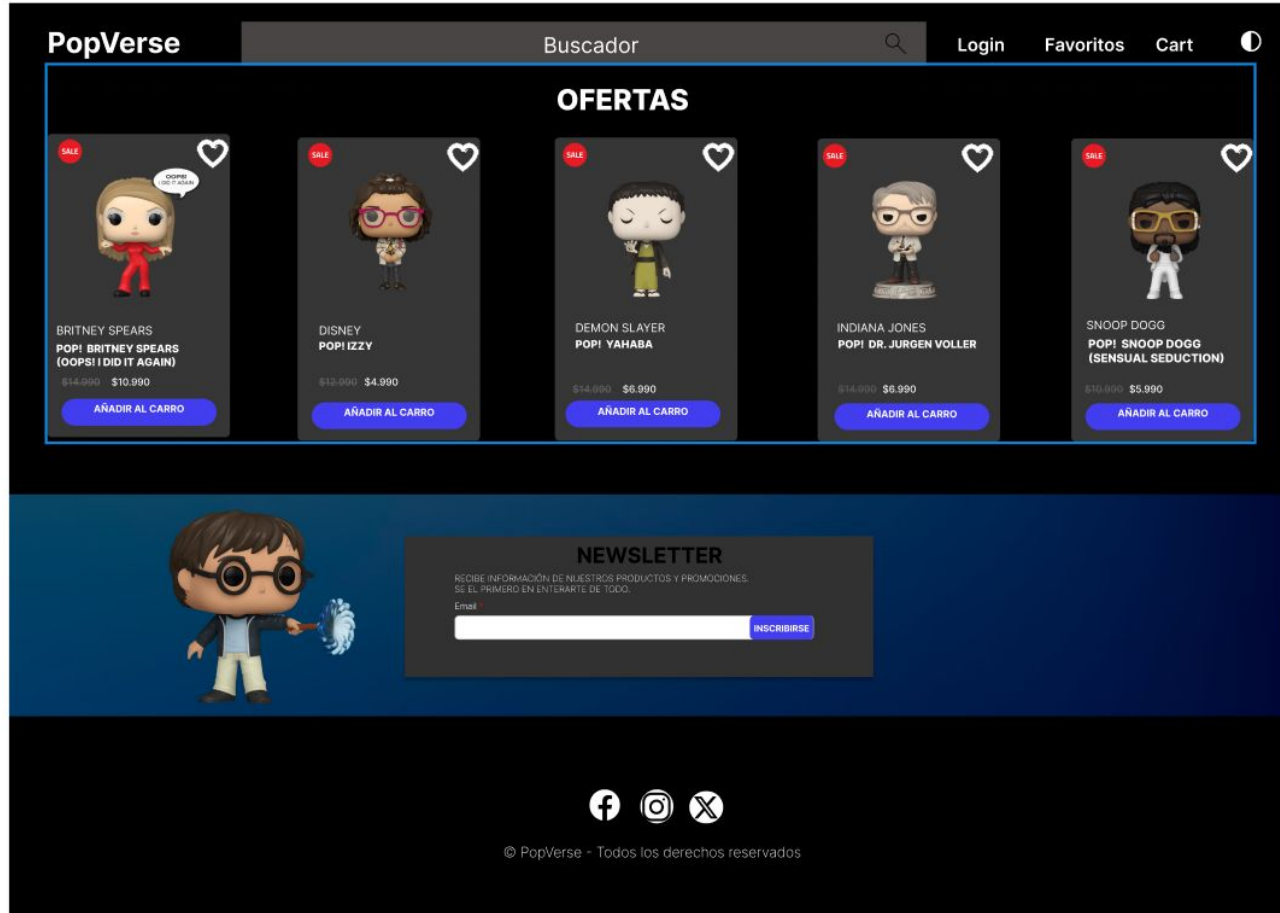 PopVerse
Buscador
Login Favoritos Cart
OFERTAS
SALE
OOPS!
I DID IT AGAIN
BRITNEY SPEARS
POP! BRITNEY SPEARS
(OOPS! I DID IT AGAIN)
$14.990 $10.990
AÑADIR AL CARRO
SALE
DISNEY
POP! IZZY
$12.990 $4.990
AÑADIR AL CARRO
SALE
DEMON SLAYER
POP! YAHABA
$14.990 $6.990
AÑADIR AL CARRO
SALE
INDIANA JONES
POP! DR. JURGEN VOLLER
$14.990 $6.990
AÑADIR AL CARRO
SALE
SNOOP DOGG
POP! SNOOP DOGG
(SENSUAL SEDUCTION)
$10.990 $5.990
AÑADIR AL CARRO
NEWSLETTER
RECIBE INFORMACIÓN DE NUESTROS PRODUCTOS Y PROMOCIONES.
SE EL PRIMERO EN ENTERARTE DE TODO.
Email *
INSCRIBIRSE
© PopVerse - Todos los derechos reservados